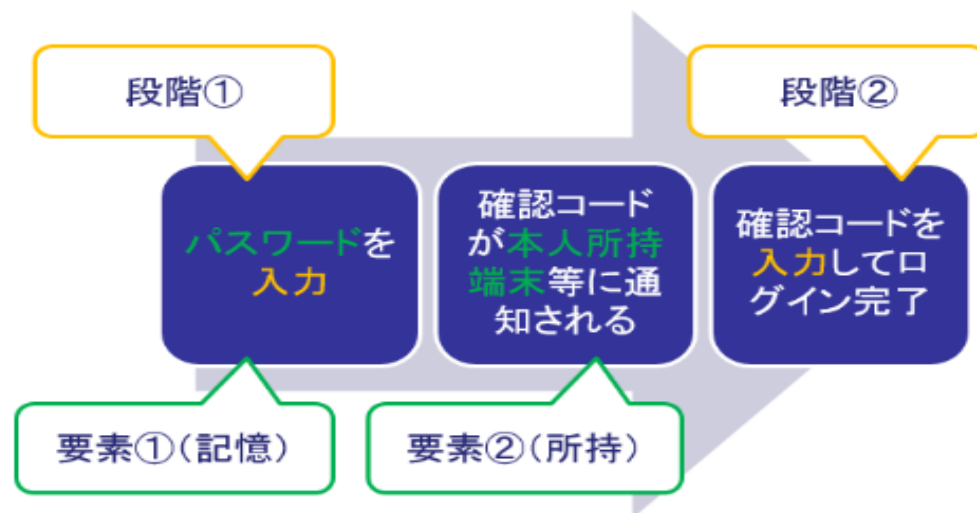 段階①
段階②
パスワードを
入力
確認コード
が本人所持
端末等に通
知される
確認コードを
入力してロ
グイン完了
要素①(記憶)
要素②(所持)